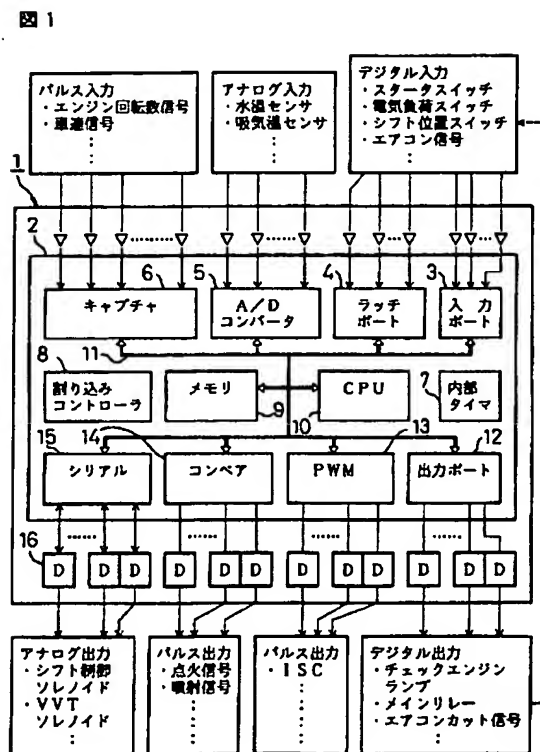 図1
パルス入力
・エンジン回転数信号
・車速信号
アナログ入力
・水温センサ
・吸気温センサ
デジタル入力
・スタータスイッチ
・電気負荷スイッチ
・シフト位置スイッチ
・エアコン信号
1
2
6
キャプチャ
5
A/D
コンバータ
4
ラッチ
ポート
3
入力
ポート
11
8
割り込み
コントローラ
メモリ
9
CPU
10
7
内部
タイマ
15
シリアル
14
コンペア
13
PWM
12
出力ポート
16
D D D D D D D D D D D D
アナログ出力
・シフト制御
ソレノイド
・VVT
ソレノイド
パルス出力
・点火信号
・噴射信号
パルス出力
・ISC
デジタル出力
・チェックエンジン
ランプ
・メインリレー
・エアコンカット信号